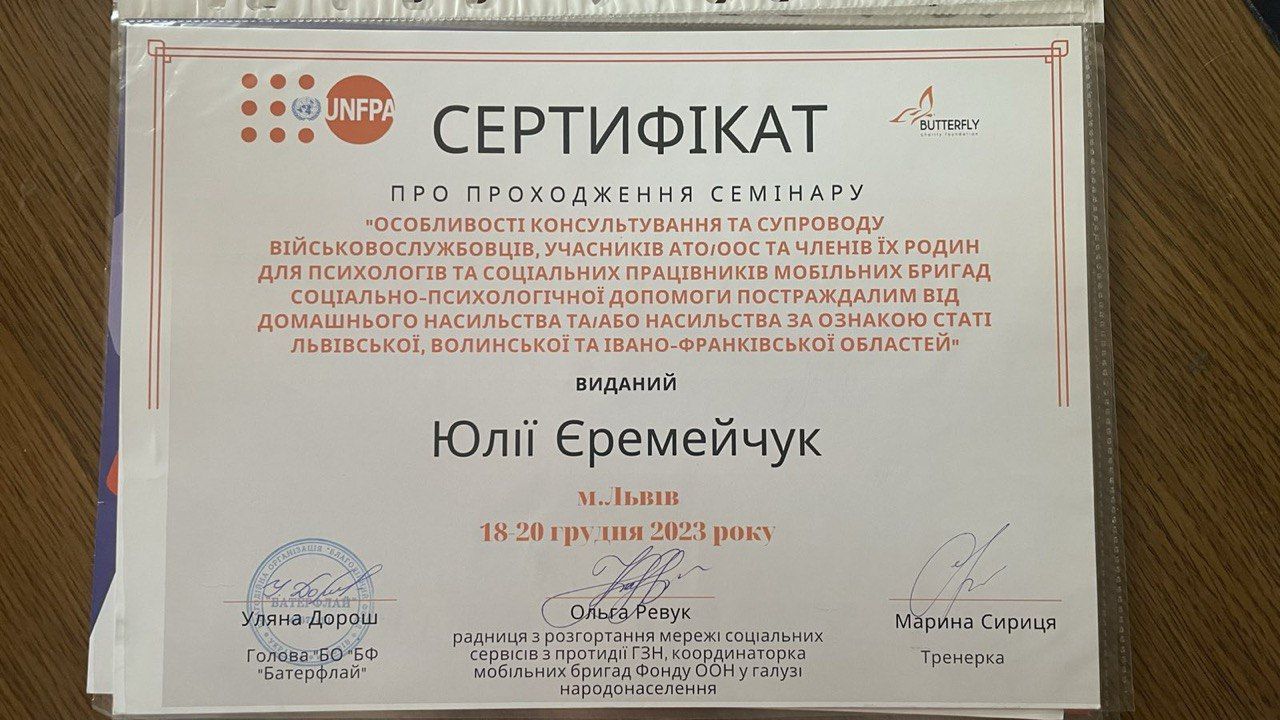 UNFPA
СЕРТИФІКАТ
BUTTERFLY
charity foundation
ПРО ПРОХОДЖЕННЯ СЕМІНАРУ
"ОСОБЛИВОСТІ КОНСУЛЬТУВАННЯ ТА СУПРОВОДУ
ВІЙСЬКОВОСЛУЖБОВЦІВ, УЧАСНИКІВ АТО/ООС ТА ЧЛЕНІВ ЇХ РОДИН
ДЛЯ ПСИХОЛОГІВ ТА СОЦІАЛЬНИХ ПРАЦІВНИКІВ МОБІЛЬНИХ БРИГАД
СОЦІАЛЬНО-ПСИХОЛОГІЧНОЇ ДОПОМОГИ ПОСТРАЖДАЛИМ ВІД
ДОМАШНЬОГО НАСИЛЬСТВА ТА/АБО НАСИЛЬСТВА ЗА ОЗНАКОЮ СТАТІ
ЛЬВІВСЬКОЇ, ВОЛИНСЬКОЇ ТА ІВАНО-ФРАНКІВСЬКОЇ ОБЛАСТЕЙ"
ВИДАНИЙ
Юлії Єремейчук
м.Львів
18-20 грудня 2023 року
БАТЕРФЛАЙ
Уляна Дорош
Голова "БО "БФ
"Батерфлай"
Ольга Ревук
радниця з розгортання мережі соціальних
сервісів з протидії ГЗН, координаторка
мобільних бригад Фонду ООН у галузі
народонаселення
Марина Сириця
Тренерка